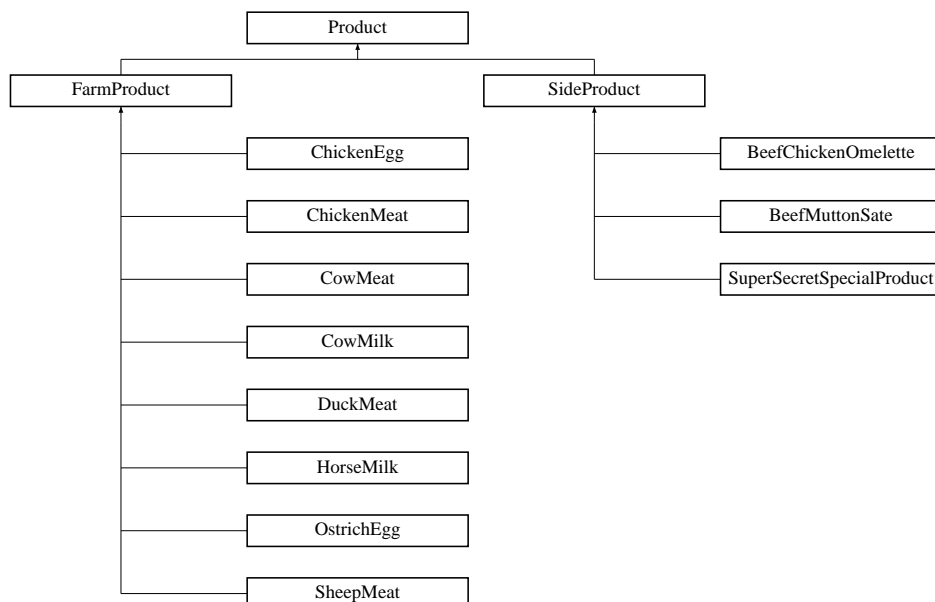 Product
FarmProduct
SideProduct
ChickenEgg
BeefChickenOmelette
ChickenMeat
BeefMuttonSate
CowMeat
SuperSecretSpecialProduct
CowMilk
DuckMeat
HorseMilk
OstrichEgg
SheepMeat